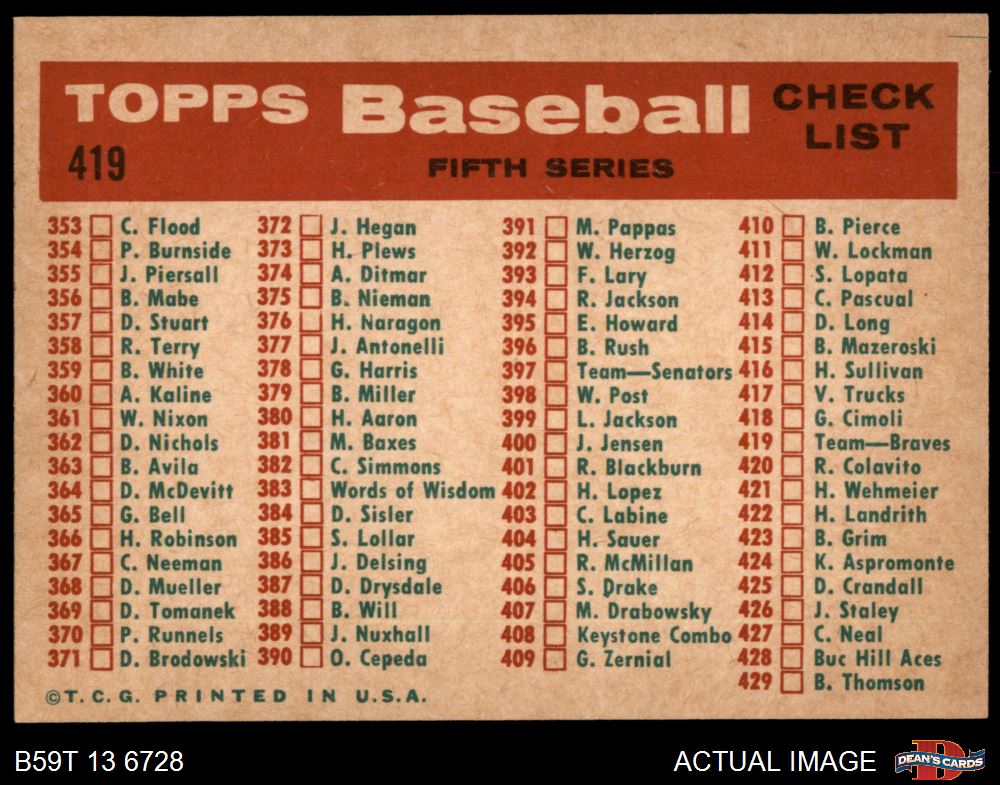 TOPPS Baseball CHECK LIST
419 FIFTH SERIES
353 C. Flood
354 P. Burnside
355 J. Piersall
356 B. Mabe
357 D. Stuart
358 R. Terry
359 B. White
360 A. Kaline
361 W. Nixon
362 D. Nichols
363 B. Avila
364 D. McDevitt
365 G. Bell
366 H. Robinson
367 C. Neeman
368 D. Mueller
369 D. Tomanek
370 P. Runnels
371 D. Brodowski
372 J. Hegan
373 H. Plews
374 A. Ditmar
375 B. Nieman
376 H. Naragon
377 J. Antonelli
378 G. Harris
379 B. Miller
380 H. Aaron
381 M. Baxes
382 C. Simmons
383 Words of Wisdom
384 D. Sisler
385 S. Lollar
386 J. Delsing
387 D. Drysdale
388 B. Will
389 J. Nuxhall
390 O. Cepeda
391 M. Pappas
392 W. Herzog
393 F. Lary
394 R. Jackson
395 E. Howard
396 B. Rush
397 Team—Senators
398 W. Post
399 L. Jackson
400 J. Jensen
401 R. Blackburn
402 H. Lopez
403 C. Labine
404 H. Sauer
405 R. McMillan
406 S. Drake
407 M. Drabowsky
408 Keystone Combo
409 G. Zernial
410 B. Pierce
411 W. Lockman
412 S. Lopata
413 C. Pascual
414 D. Long
415 B. Mazeroski
416 H. Sullivan
417 V. Trucks
418 G. Cimoli
419 Team—Braves
420 R. Colavito
421 H. Wehmeier
422 H. Landrith
423 B. Grim
424 K. Aspromonte
425 D. Crandall
426 J. Staley
427 C. Neal
428 Buc Hill Aces
429 B. Thomson
©T.C.G. PRINTED IN U.S.A.
B59T 13 6728 ACTUAL IMAGE D DEAN'S CARDS